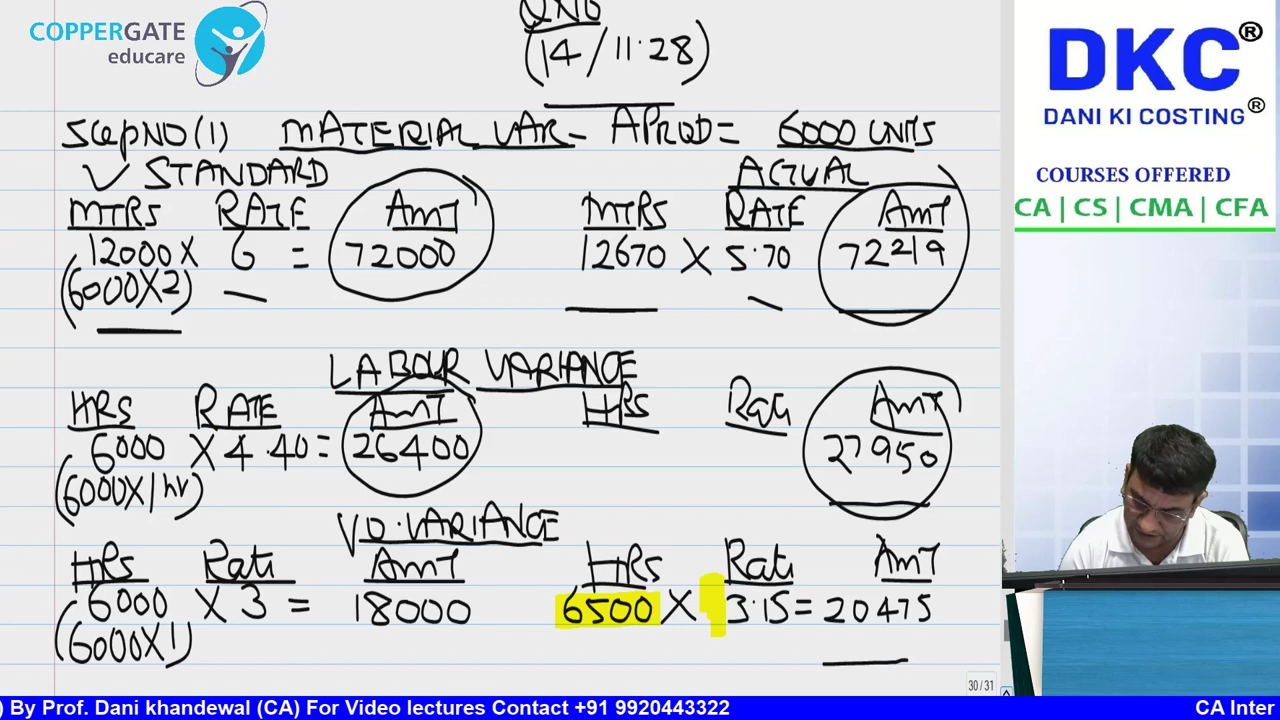 COPPERGATE
educare
QNO
(14/11.28)
DKC®
DANI KI COSTING®
COURSES OFFERED
CA | CS | CMA | CFA
StepNO(1) MATERIAL VAR- APROD= 6000 UNITS
STANDARD ACTUAL
MTRS RATE AMT MTRS RATE AMT
12000 X 6 = 72000 12670 X 5.70 72219
(6000X2)
LABOUR VARIANCE
HRS RATE AMT HRS Rate AMT
6000 X 4.40 = 26400 27950
(6000X1hr)
VO.VARIANCE
HRs Rate AMT HRs Rate AMT
6000 X 3 = 18000 6500 X 3.15 = 20475
(6000X1)
30/31
) By Prof. Dani khandewal (CA) For Video lectures Contact +91 9920443322 CA Inter